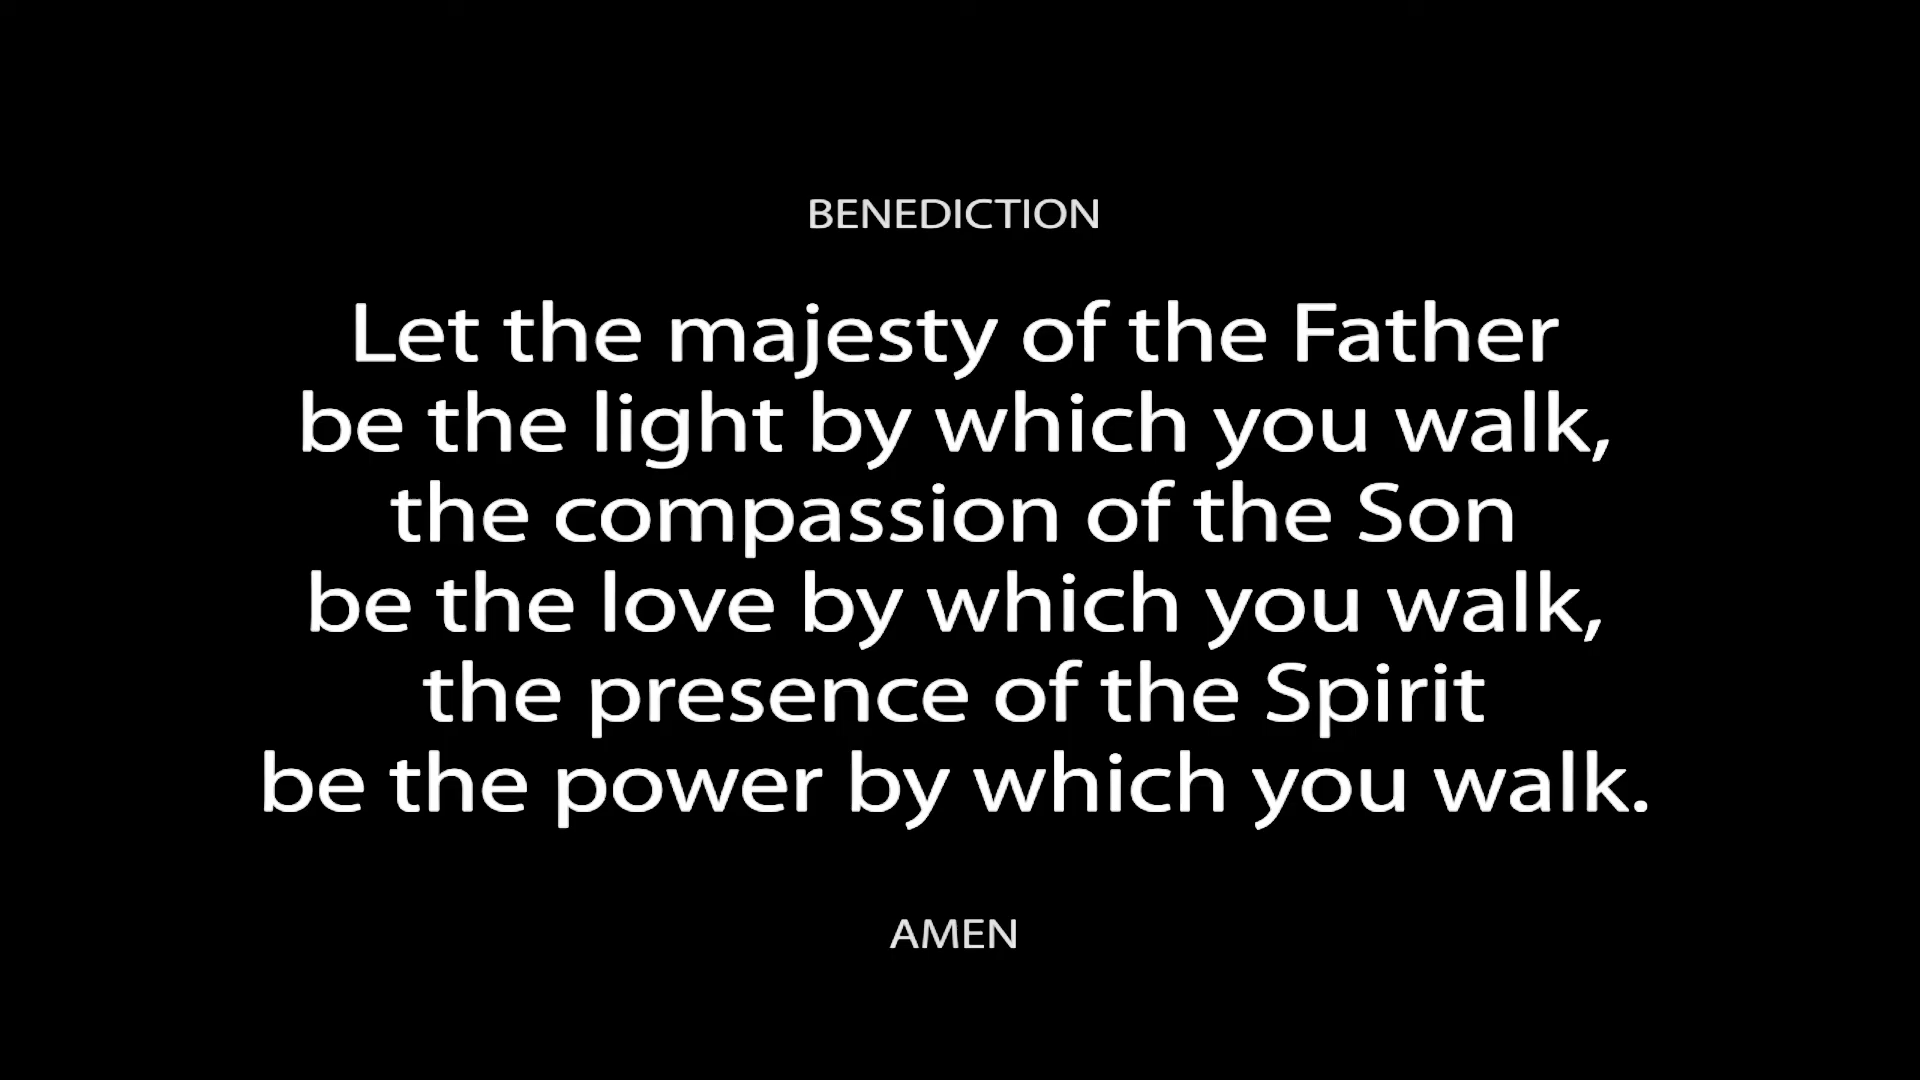 BENEDICTION
Let the majesty of the Father
be the light by which you walk,
the compassion of the Son
be the love by which you walk,
the presence of the Spirit
be the power by which you walk.
AMEN